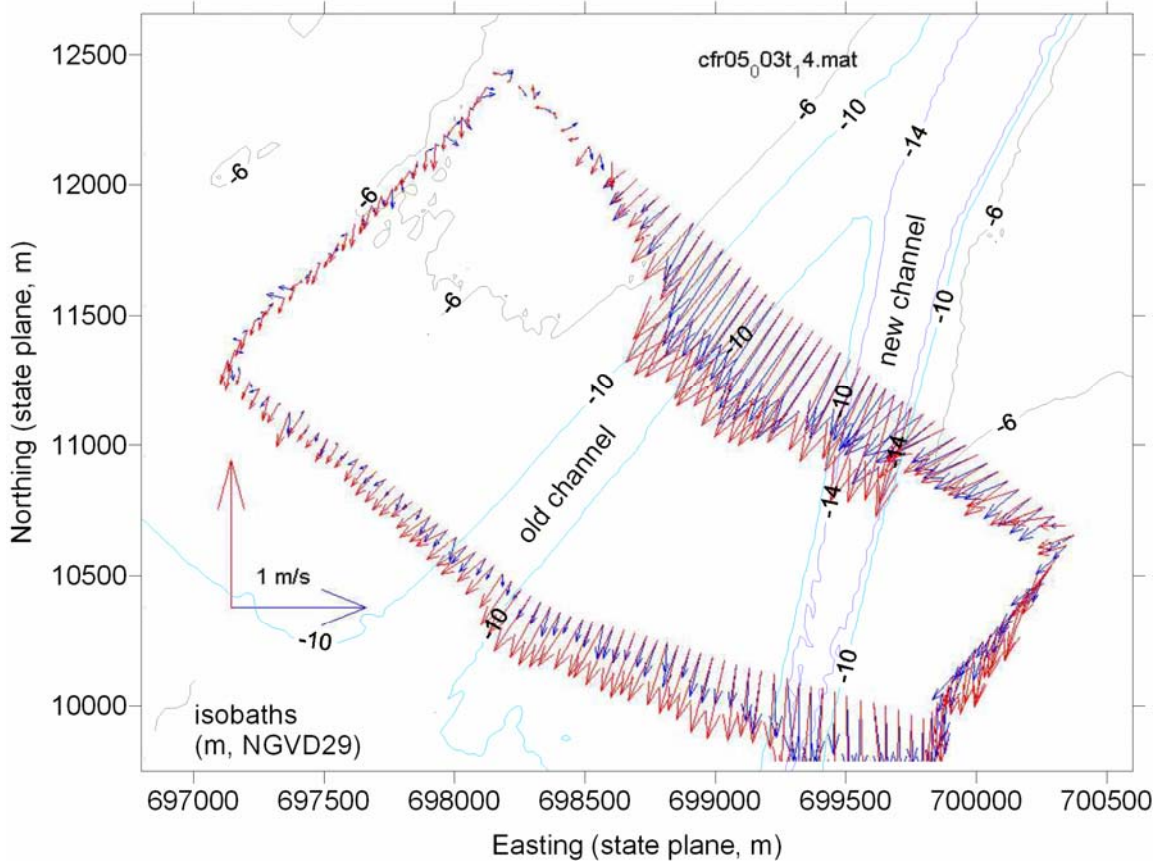 cfr05_03t_14.mat
12500
12000
11500
11000
10500
10000
Northing (state plane, m)
-6
-10
-14
-6
-6
-6
-6
-10
new channel
-10
-10
-10
-6
-14
old channel
-14
1 m/s
-10
-10
-10
isobaths
(m, NGVD29)
697000 697500 698000 698500 699000 699500 700000 700500
Easting (state plane, m)